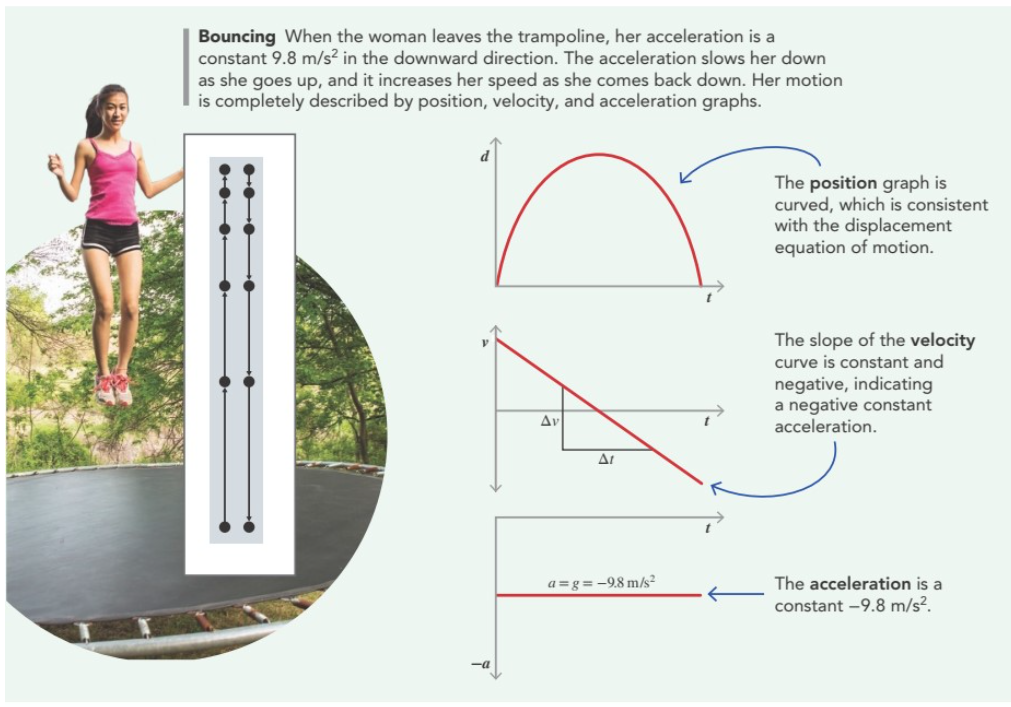 Bouncing When the woman leaves the trampoline, her acceleration is a
constant 9.8 m/s² in the downward direction. The acceleration slows her down
as she goes up, and it increases her speed as she comes back down. Her motion
is completely described by position, velocity, and acceleration graphs.
d
t
The position graph is
curved, which is consistent
with the displacement
equation of motion.
v
Δv
Δt
t
The slope of the velocity
curve is constant and
negative, indicating
a negative constant
acceleration.
t
a = g = −9.8 m/s²
−a
The acceleration is a
constant −9.8 m/s².